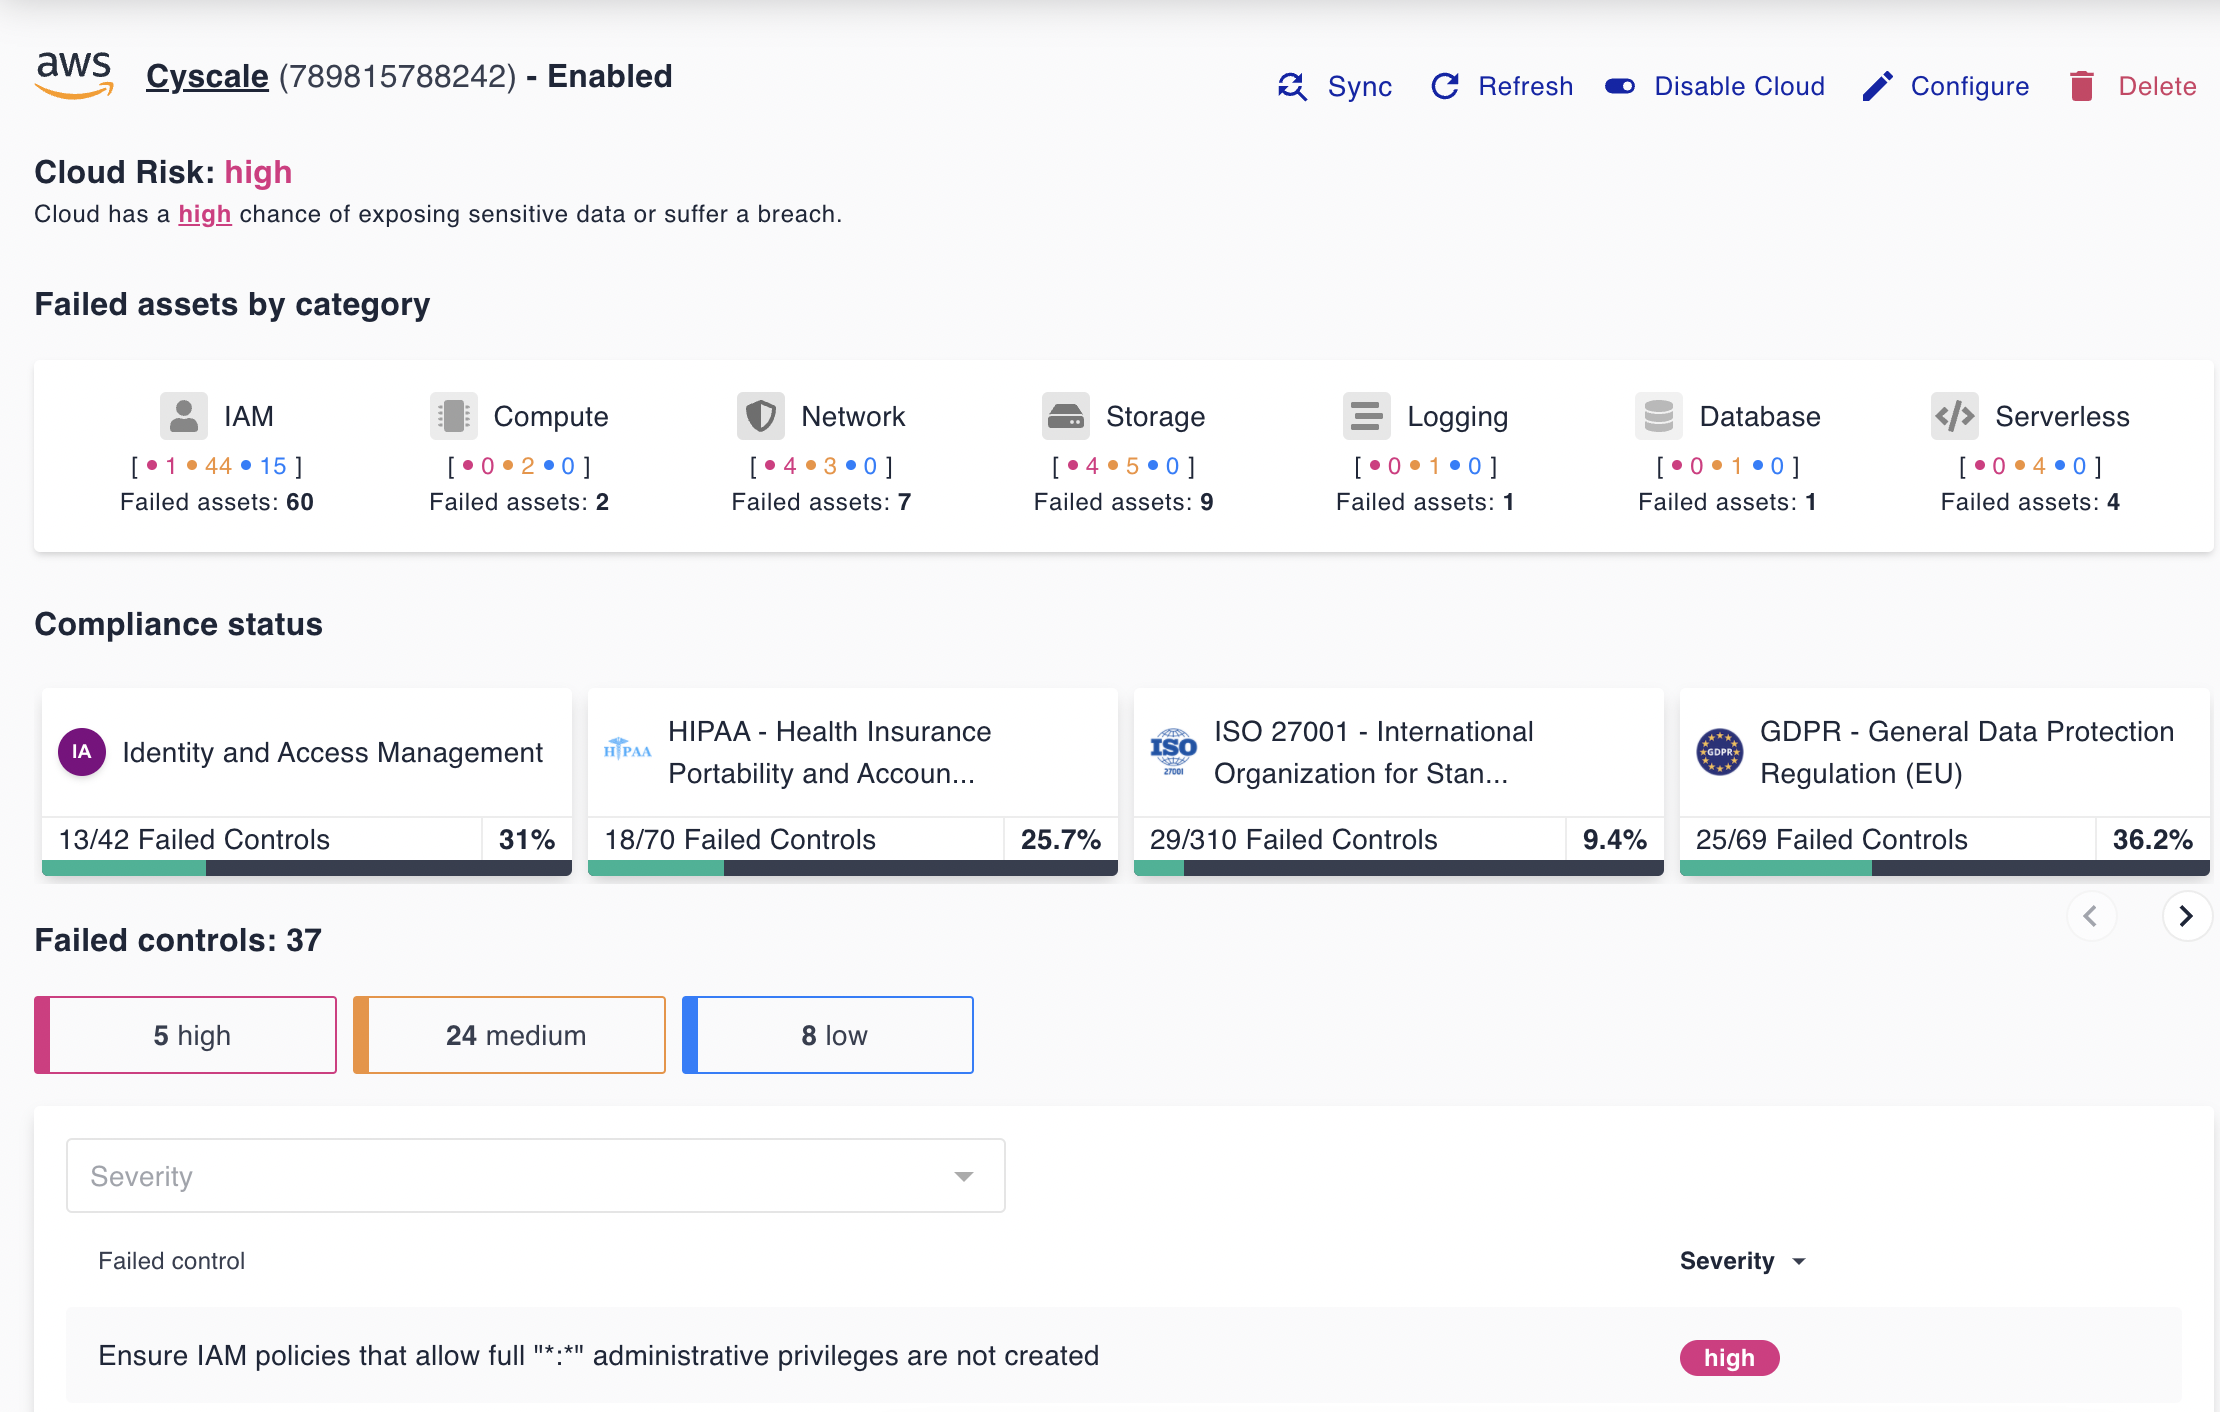 aws
Cyscale (789815788242) - Enabled
Sync Refresh Disable Cloud Configure Delete
Cloud Risk: high
Cloud has a high chance of exposing sensitive data or suffer a breach.
Failed assets by category
IAM
[ • 1 • 44 • 15 ]
Failed assets: 60
Compute
[ • 0 • 2 • 0 ]
Failed assets: 2
Network
[ • 4 • 3 • 0 ]
Failed assets: 7
Storage
[ • 4 • 5 • 0 ]
Failed assets: 9
Logging
[ • 0 • 1 • 0 ]
Failed assets: 1
Database
[ • 0 • 1 • 0 ]
Failed assets: 1
Serverless
[ • 0 • 4 • 0 ]
Failed assets: 4
Compliance status
IA
Identity and Access Management
13/42 Failed Controls 31%
HIPAA
HIPAA - Health Insurance
Portability and Accoun...
18/70 Failed Controls 25.7%
ISO
27001
ISO 27001 - International
Organization for Stan...
29/310 Failed Controls 9.4%
GDPR
GDPR - General Data Protection
Regulation (EU)
25/69 Failed Controls 36.2%
Failed controls: 37
5 high
24 medium
8 low
Severity
Failed control Severity
Ensure IAM policies that allow full "*:*" administrative privileges are not created high